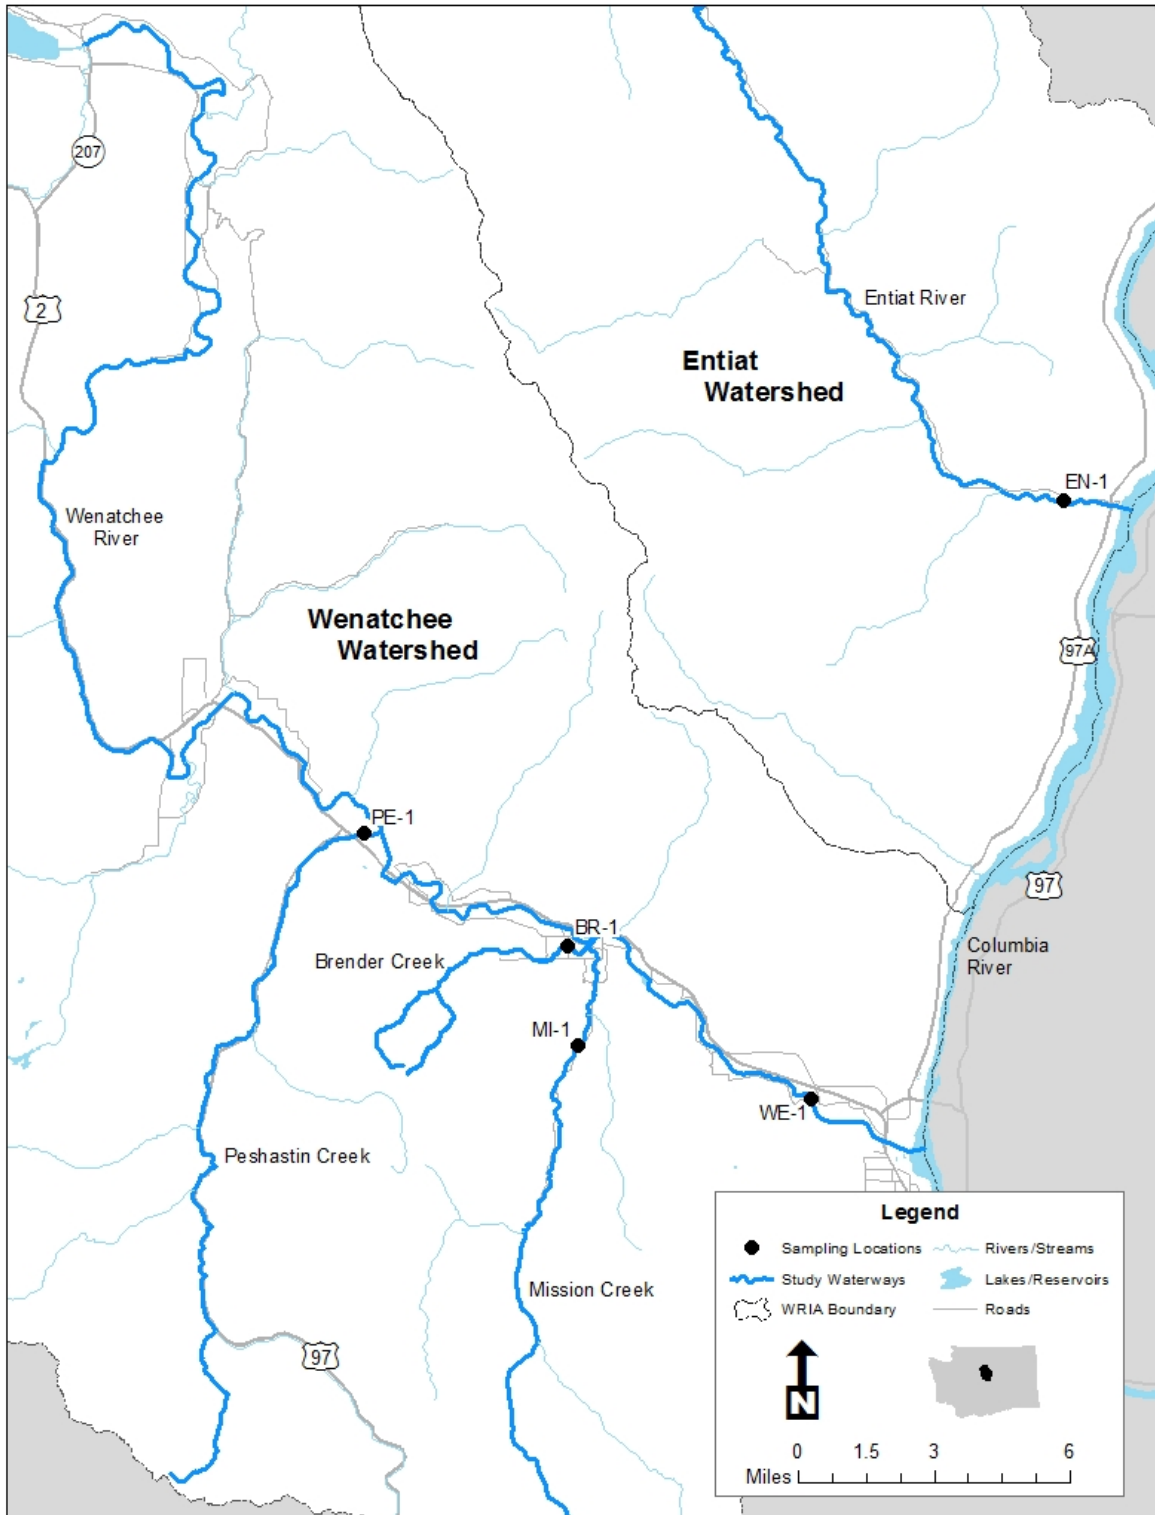 207
2
Entiat River
Entiat
Watershed
EN-1
Wenatchee
River
Wenatchee
Watershed
97A
PE-1
97
BR-1
Columbia
River
Brender Creek
MI-1
WE-1
Peshastin Creek
Mission Creek
97
Legend
Sampling Locations
Rivers/Streams
Study Waterways
Lakes/Reservoirs
WRIA Boundary
Roads
N
0 1.5 3 6
Miles